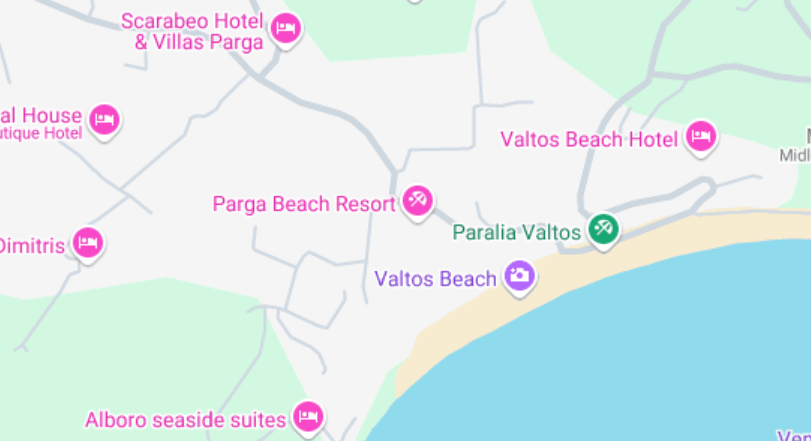 Scarabeo Hotel
& Villas Parga
al House
utique Hotel
Valtos Beach Hotel
Midl
Parga Beach Resort
Paralia Valtos
Dimitris
Valtos Beach
Alboro seaside suites